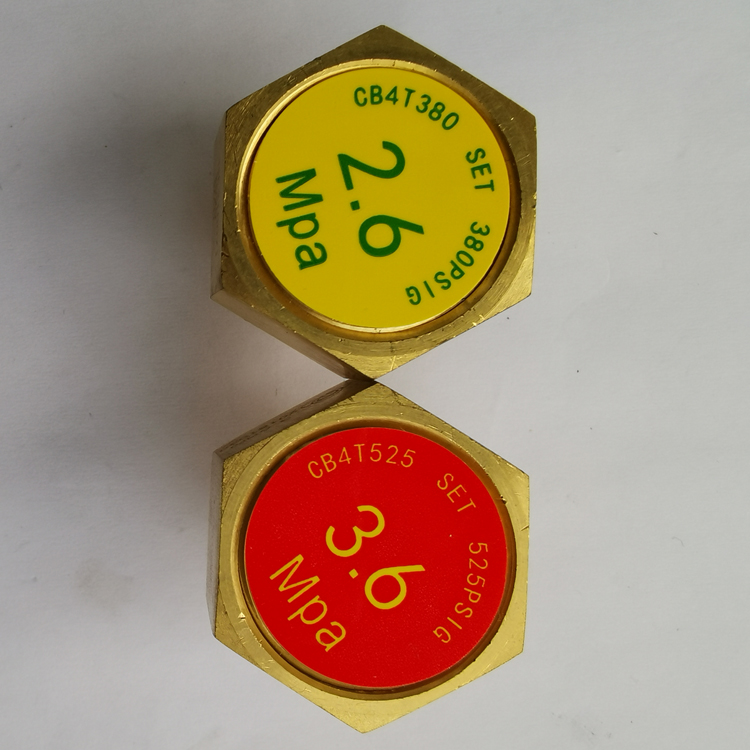 CB4T380 SET 380PSIG
2.6
Mpa
CB4T525 SET 525PSIG
3.6
Mpa